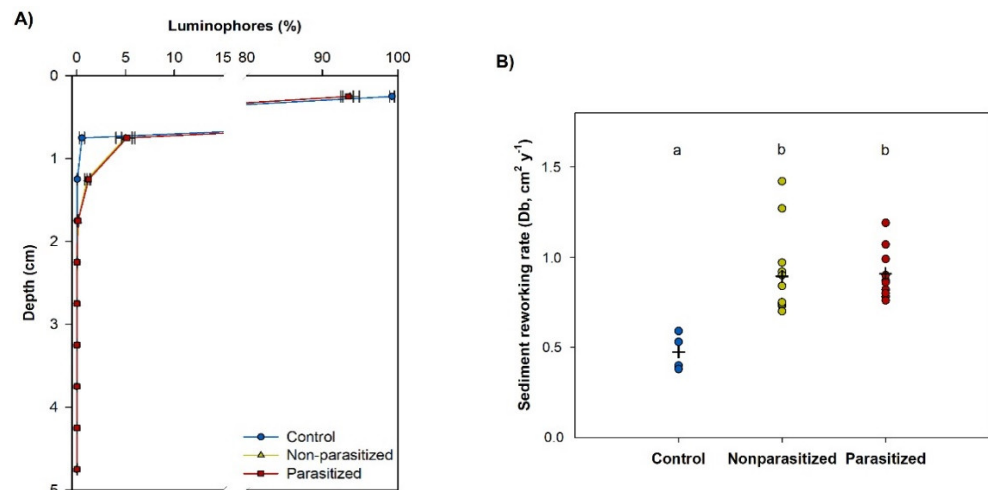 A)
Luminophores (%)
0 5 10 15 80 90 100
0
1
2
3
4
5
Depth (cm)
Control
Non-parasitized
Parasitized
B)
Sediment reworking rate (Db, cm² y⁻¹)
1.5
1.0
0.5
0.0
a b b
Control Nonparasitized Parasitized